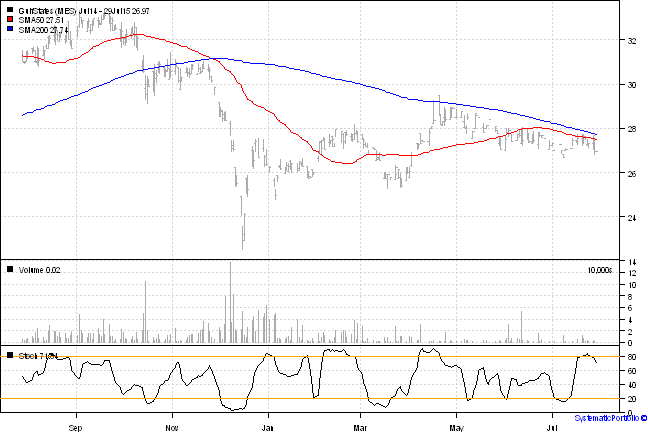 GulfStates (MES) Jul14 - 29Jul15 26.97
SMA50 27.51
SMA200 27.74
32
30
28
26
24
Volume 0.02
14
10,000s
12
10
8
6
4
2
0
80
60
40
20
0
Sep Nov Jan Mar May Jul
SystematicPortfolio ©